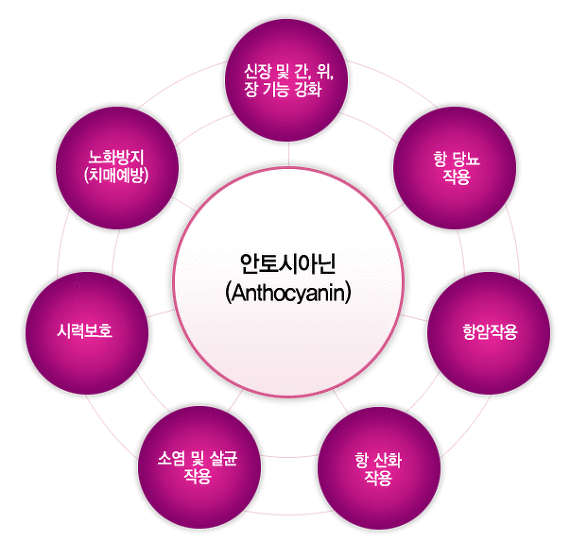 신장 및 간, 위,
장 기능 강화
항 당뇨
작용
항암작용
항 산화
작용
소염 및 살균
작용
시력보호
노화방지
(치매예방)
안토시아닌
(Anthocyanin)